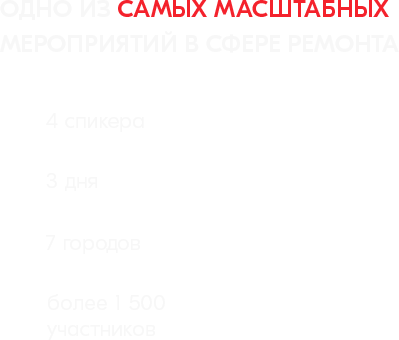 ОДНО ИЗ САМЫХ МАСШТАБНЫХ
МЕРОПРИЯТИЙ В СФЕРЕ РЕМОНТА
4 спикера
3 дня
7 городов
более 1 500
участников